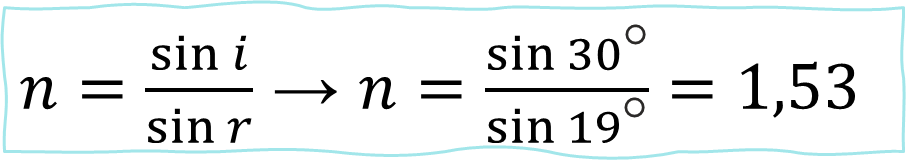 n = sin i / sin r → n = sin 30° / sin 19° = 1,53